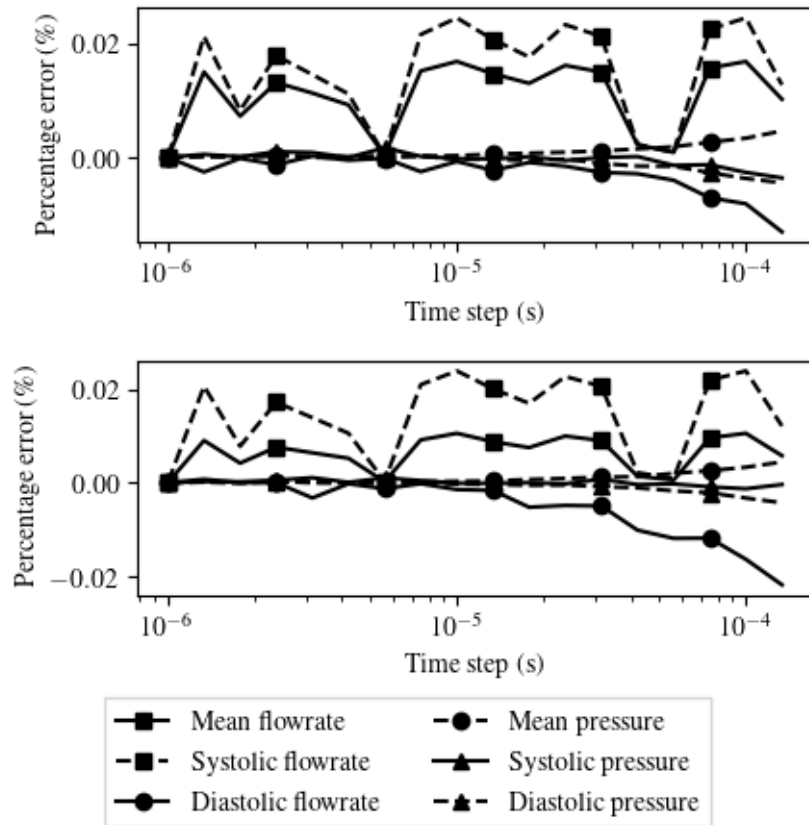 Percentage error (%)
0.02
0.00
10⁻⁶
10⁻⁵
10⁻⁴
Time step (s)
Percentage error (%)
0.02
0.00
−0.02
10⁻⁶
10⁻⁵
10⁻⁴
Time step (s)
Mean flowrate
Mean pressure
Systolic flowrate
Systolic pressure
Diastolic flowrate
Diastolic pressure